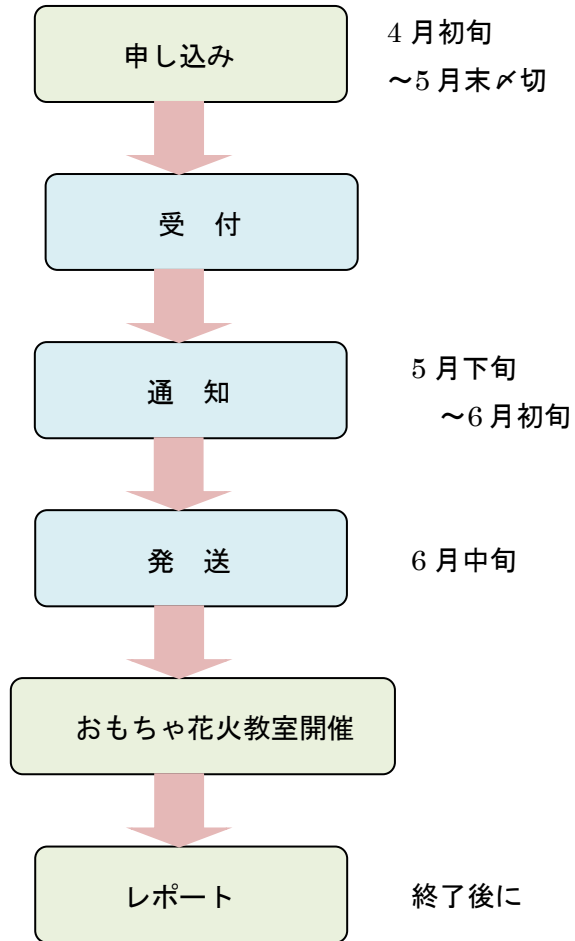 申し込み
4月初旬
～5月末〆切
受　付
通　知
5月下旬
～6月初旬
発　送
6月中旬
おもちゃ花火教室開催
レポート
終了後に